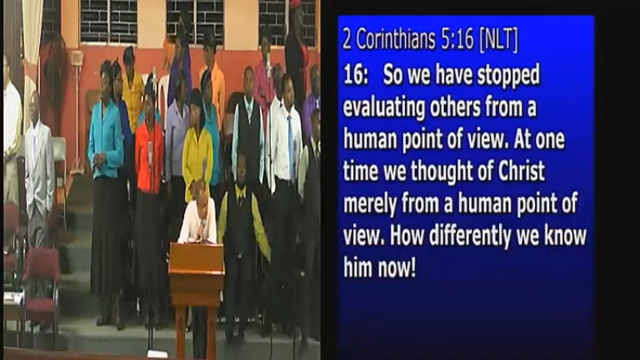 2 Corinthians 5:16 [NLT]
16: So we have stopped
evaluating others from a
human point of view. At one
time we thought of Christ
merely from a human point of
view. How differently we know
him now!